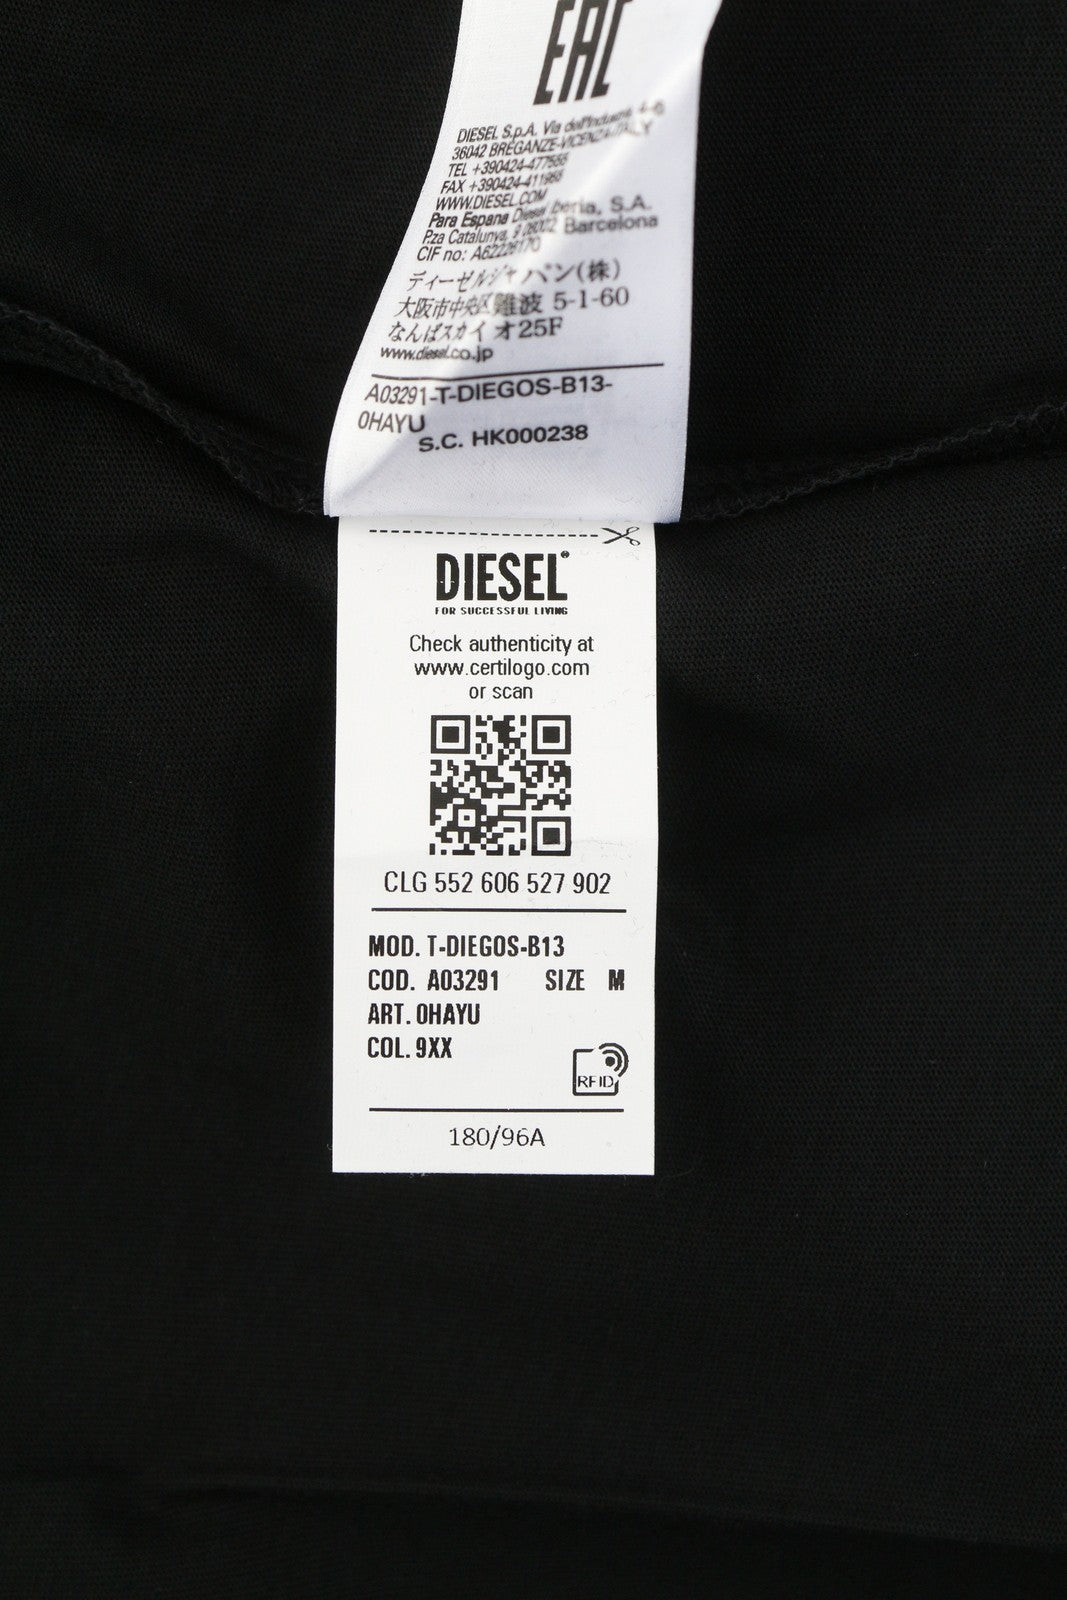 EAC
DIESEL S.p.A. Via dell'Industria 4-6
36042 BREGANZE-VICENZA-ITALY
TEL +390424-477555
FAX +390424-411955
WWW.DIESEL.COM
Para Espana Diesel Iberia, S.A.
Pza Catalunya, 9 08002 Barcelona
CIF no: A62226170
ディーゼルジャパン(株)
大阪市中央区難波 5-1-60
なんばスカイオ25F
www.diesel.co.jp
A03291-T-DIEGOS-B13-
0HAYU
S.C. HK000238
DIESEL®
FOR SUCCESSFUL LIVING
Check authenticity at
www.certilogo.com
or scan
CLG 552 606 527 902
MOD. T-DIEGOS-B13
COD. A03291 SIZE M
ART. 0HAYU
COL. 9XX
RFID
180/96A